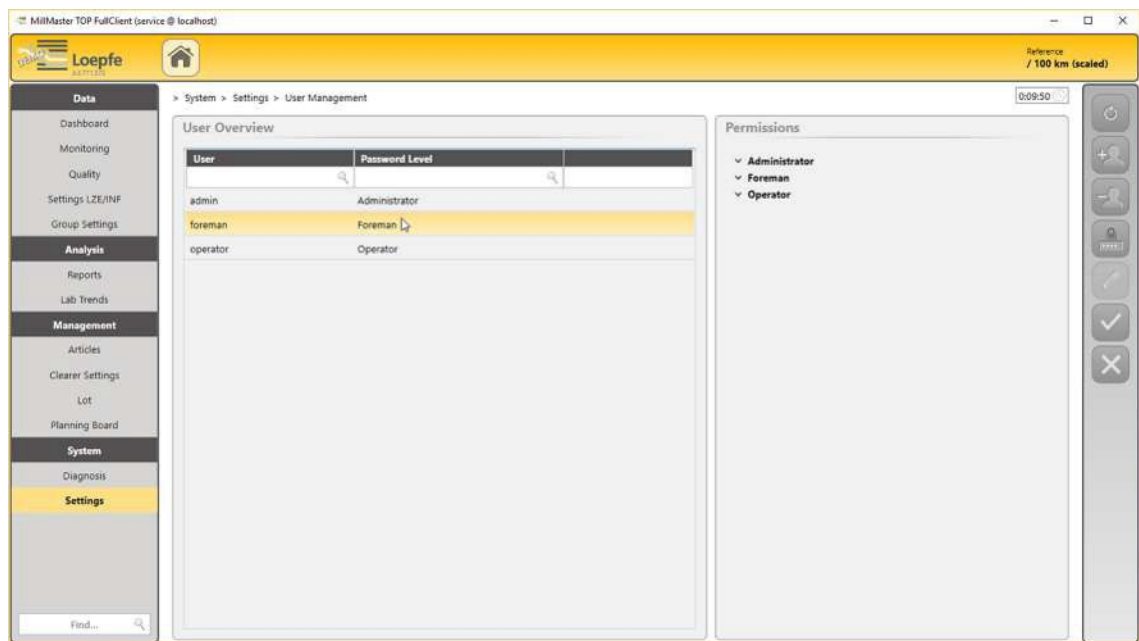 MillMaster TOP FullClient (service @ localhost)
Loepfe
Reference
/ 100 km (scaled)
Data
Dashboard
Monitoring
Quality
Settings LZE/INF
Group Settings
Analysis
Reports
Lab Trends
Management
Articles
Clearer Settings
Lot
Planning Board
System
Diagnosis
Settings
Find...
> System > Settings > User Management
0:09:50
User Overview
User Password Level
admin Administrator
foreman Foreman
operator Operator
Permissions
Administrator
Foreman
Operator